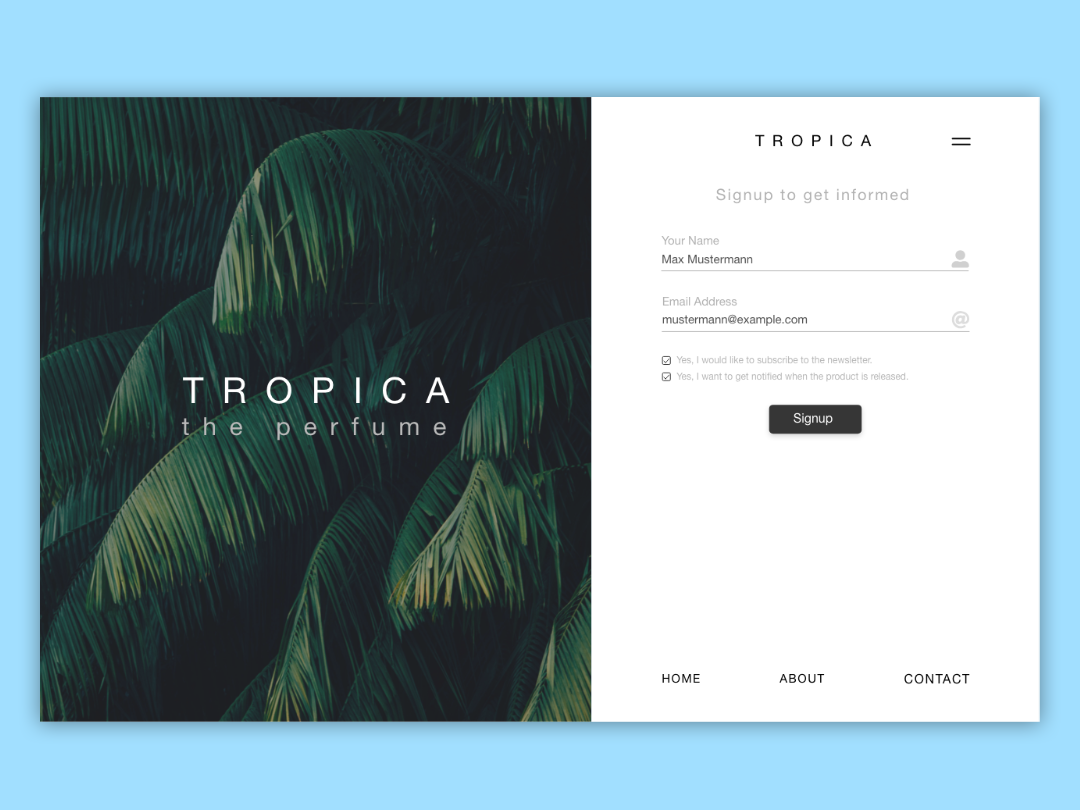 TROPICA
the perfume
TROPICA
Signup to get informed
Your Name
Max Mustermann
Email Address
mustermann@example.com
@
Yes, I would like to subscribe to the newsletter.
Yes, I want to get notified when the product is released.
Signup
HOME ABOUT CONTACT